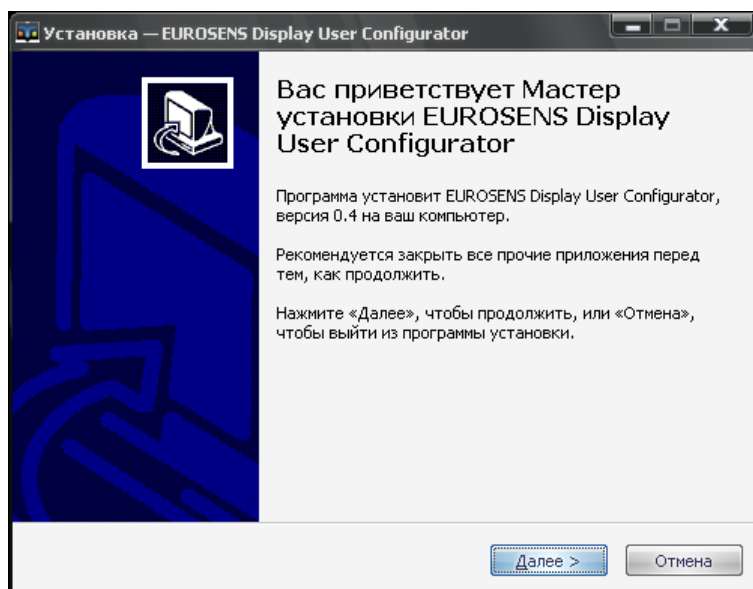 Установка — EUROSENS Display User Configurator
Вас приветствует Мастер
установки EUROSENS Display
User Configurator
Программа установит EUROSENS Display User Configurator,
версия 0.4 на ваш компьютер.
Рекомендуется закрыть все прочие приложения перед
тем, как продолжить.
Нажмите «Далее», чтобы продолжить, или «Отмена»,
чтобы выйти из программы установки.
Далее >
Отмена